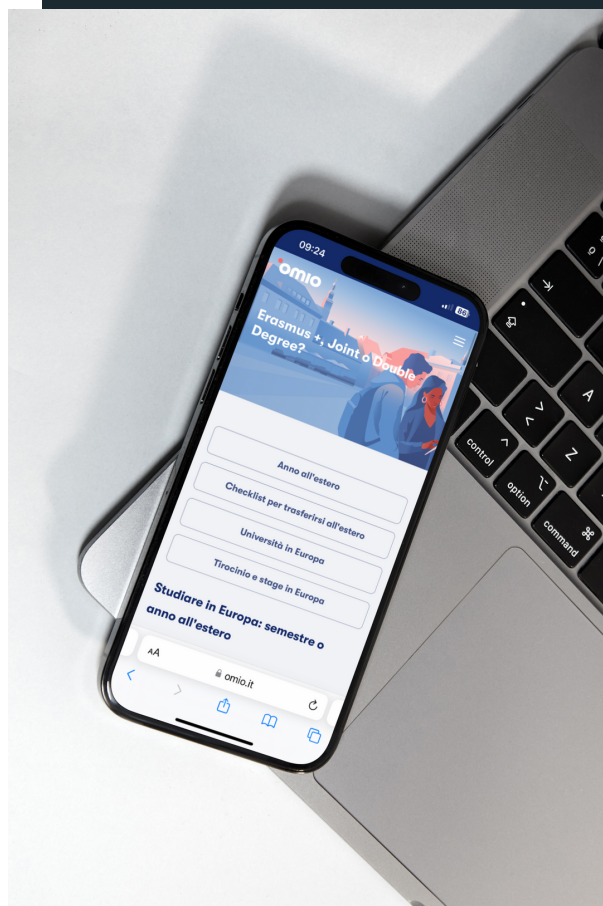 09:24
86
omio
Erasmus +, Joint o Double
Degree?
Anno all'estero
Checklist per trasferirsi all'estero
Università in Europa
Tirocinio e stage in Europa
Studiare in Europa: semestre o
anno all'estero
AA
omio.it
A
Z
control
option
command